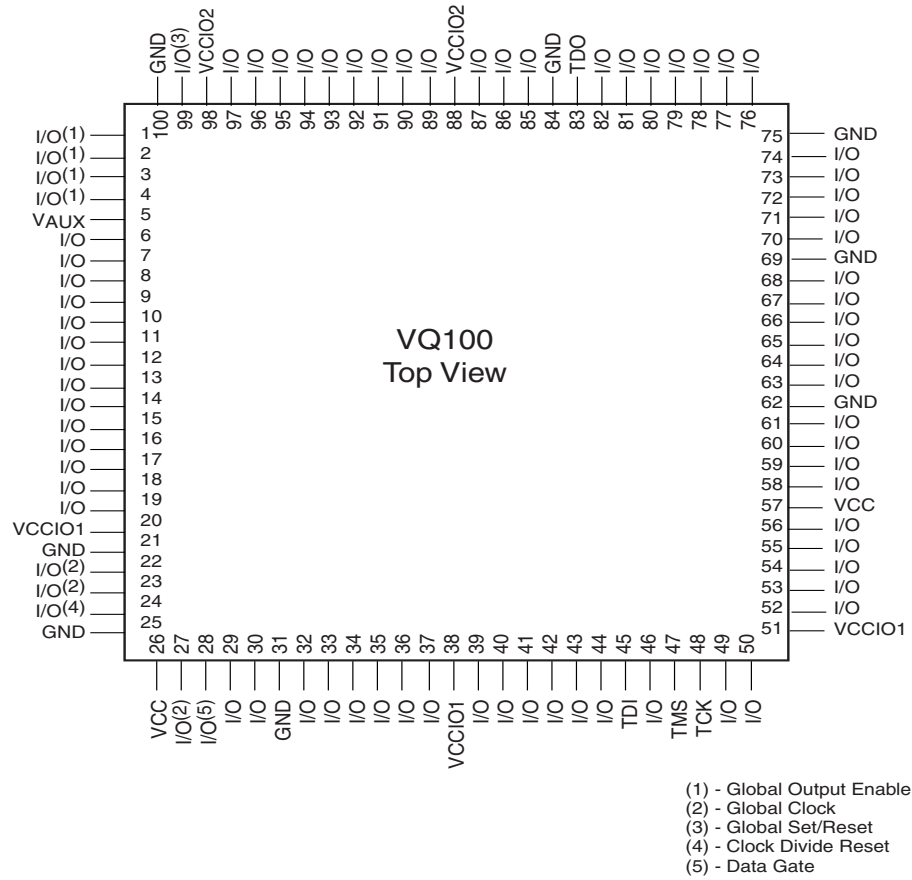 GND I/O(3) VCCIO2 I/O I/O I/O I/O I/O I/O I/O I/O I/O VCCIO2 I/O I/O I/O GND TDO I/O I/O I/O I/O I/O I/O I/O
100 99 98 97 96 95 94 93 92 91 90 89 88 87 86 85 84 83 82 81 80 79 78 77 76
I/O(1) 1
I/O(1) 2
I/O(1) 3
I/O(1) 4
VAUX 5
I/O 6
I/O 7
I/O 8
I/O 9
I/O 10
I/O 11
I/O 12
I/O 13
I/O 14
I/O 15
I/O 16
I/O 17
I/O 18
I/O 19
VCCIO1 20
GND 21
I/O(2) 22
I/O(2) 23
I/O(4) 24
GND 25
VQ100
Top View
75 GND
74 I/O
73 I/O
72 I/O
71 I/O
70 I/O
69 GND
68 I/O
67 I/O
66 I/O
65 I/O
64 I/O
63 I/O
62 GND
61 I/O
60 I/O
59 I/O
58 I/O
57 VCC
56 I/O
55 I/O
54 I/O
53 I/O
52 I/O
51 VCCIO1
26 27 28 29 30 31 32 33 34 35 36 37 38 39 40 41 42 43 44 45 46 47 48 49 50
VCC I/O(2) I/O(5) I/O I/O GND I/O I/O I/O I/O I/O I/O VCCIO1 I/O I/O I/O I/O I/O I/O TDI I/O TMS TCK I/O I/O
(1) - Global Output Enable
(2) - Global Clock
(3) - Global Set/Reset
(4) - Clock Divide Reset
(5) - Data Gate